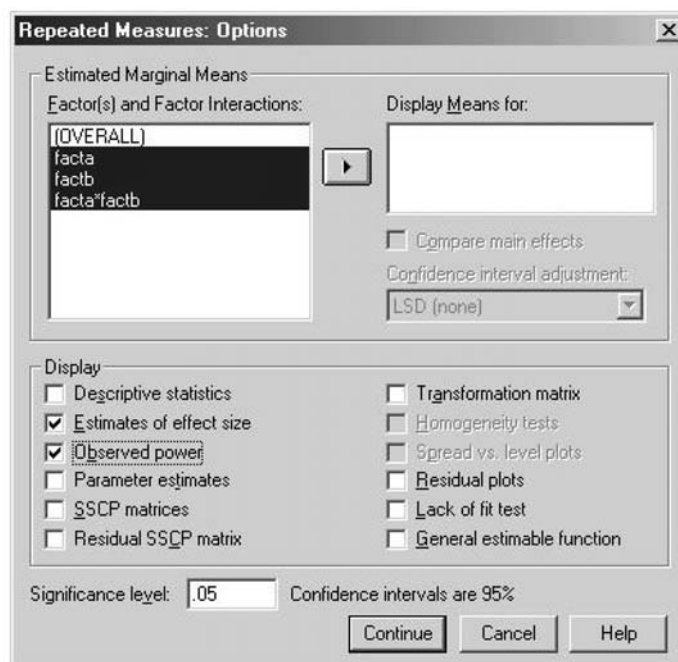 Repeated Measures: Options
Estimated Marginal Means
Factor(s) and Factor Interactions:
(OVERALL)
facta
factb
facta*factb
Display Means for:
Compare main effects
Confidence interval adjustment:
LSD (none)
Display
Descriptive statistics
Estimates of effect size
Observed power
Parameter estimates
SSCP matrices
Residual SSCP matrix
Transformation matrix
Homogeneity tests
Spread vs. level plots
Residual plots
Lack of fit test
General estimable function
Significance level: .05 Confidence intervals are 95%
Continue Cancel Help